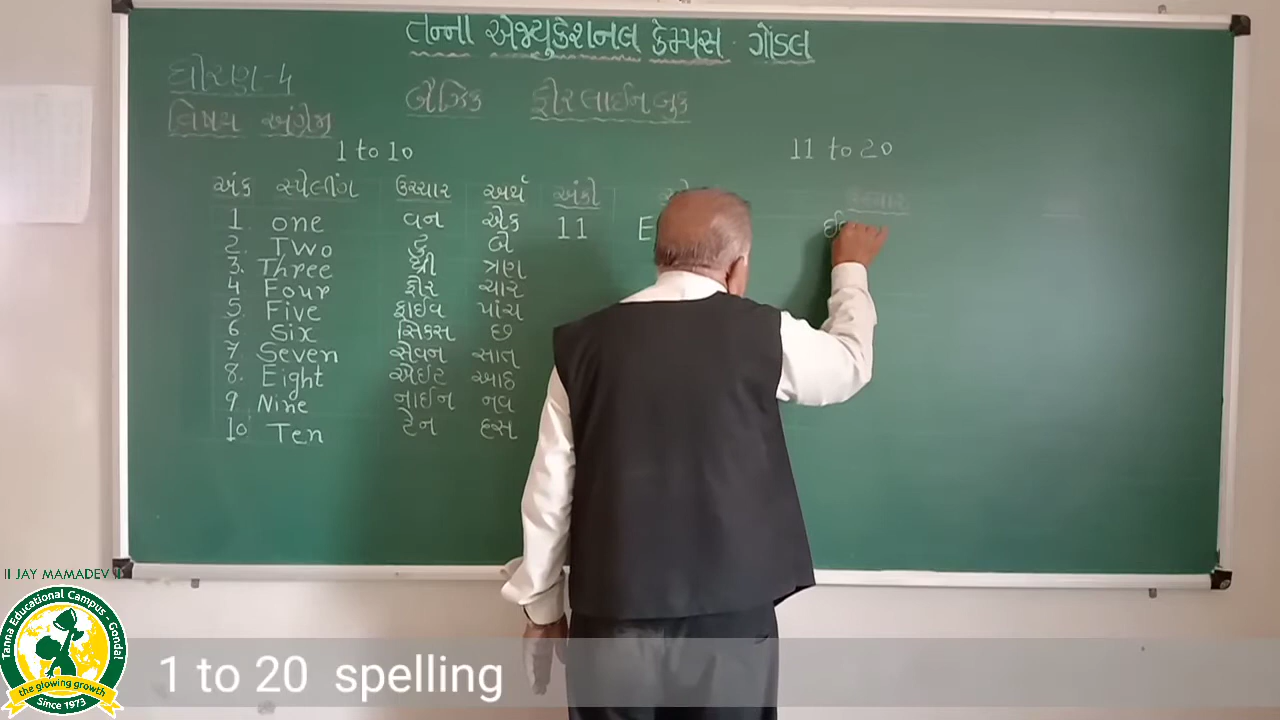 તન્ના એજ્યુકેશનલ કેમ્પસ - ગોંડલ
ધોરણ-4
બેઝિક ફોર લાઈન બુક
વિષય અંગ્રેજી
1 to 10 11 to 20
અંક સ્પેલીંગ ઉચ્ચાર અર્થ અંકો ઉચ્ચાર
1. one વન એક 11 E
2. Two ટુ બે
3. Three થ્રી ત્રણ
4 Four ફોર ચાર
5. Five ફાઈવ પાંચ
6 Six સિકસ છ
7. Seven સેવન સાત
8. Eight એઈટ આઠ
9 Nine નાઈન નવ
10 Ten ટેન દસ
II JAY MAMADEV II
Tanna Educational Campus - Gondal
the glowing growth
Since 1973
1 to 20 spelling